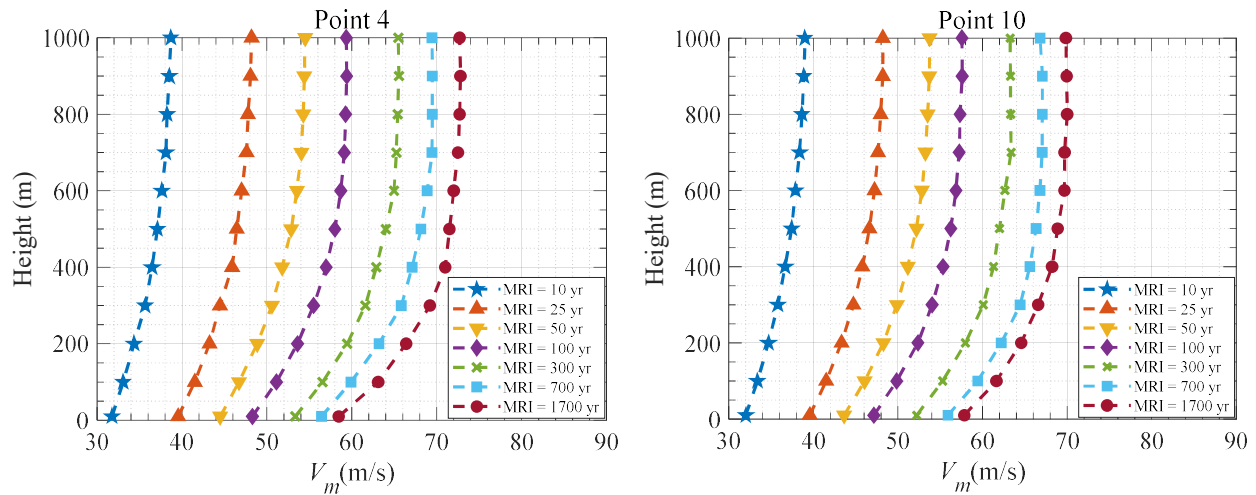 Point 4
1000
800
600
400
200
0
Height (m)
30 40 50 60 70 80 90
V_m(m/s)
MRI = 10 yr
MRI = 25 yr
MRI = 50 yr
MRI = 100 yr
MRI = 300 yr
MRI = 700 yr
MRI = 1700 yr
Point 10
1000
800
600
400
200
0
Height (m)
30 40 50 60 70 80 90
V_m(m/s)
MRI = 10 yr
MRI = 25 yr
MRI = 50 yr
MRI = 100 yr
MRI = 300 yr
MRI = 700 yr
MRI = 1700 yr